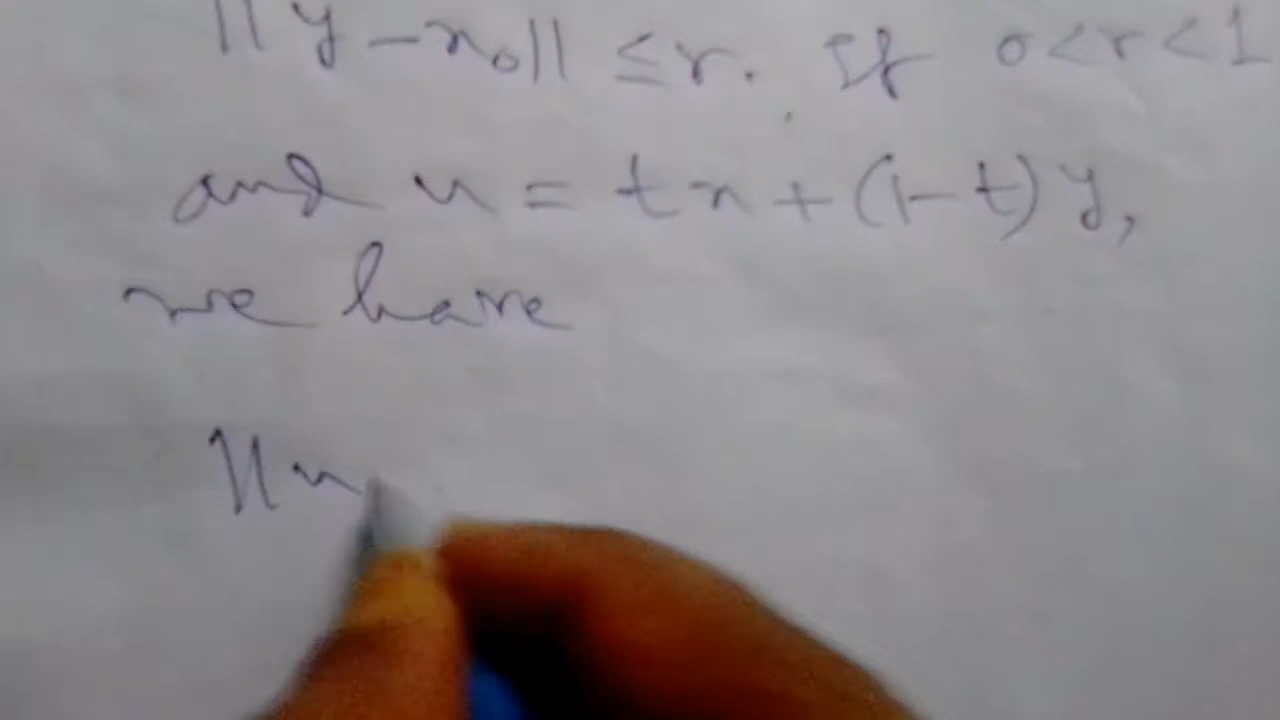 ||y-x₀|| ≤r. If 0<r<1
and u = tx+(1-t)y,
we have
||u